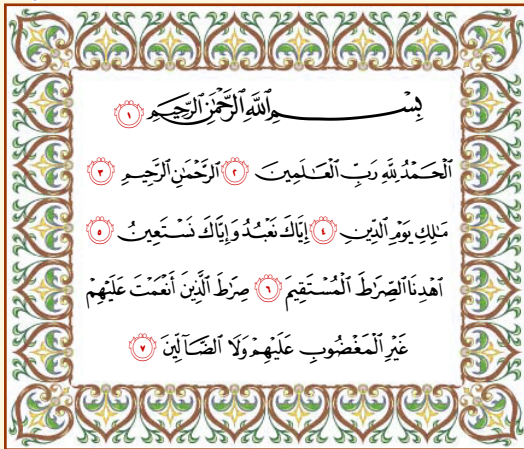 بِسْمِ ٱللَّهِ ٱلرَّحْمَٰنِ ٱلرَّحِيمِ ١
ٱلْحَمْدُ لِلَّهِ رَبِّ ٱلْعَٰلَمِينَ ٢ ٱلرَّحْمَٰنِ ٱلرَّحِيمِ ٣
مَٰلِكِ يَوْمِ ٱلدِّينِ ٤ إِيَّاكَ نَعْبُدُ وَإِيَّاكَ نَسْتَعِينُ ٥
ٱهْدِنَا ٱلصِّرَٰطَ ٱلْمُسْتَقِيمَ ٦ صِرَٰطَ ٱلَّذِينَ أَنْعَمْتَ عَلَيْهِمْ
غَيْرِ ٱلْمَغْضُوبِ عَلَيْهِمْ وَلَا ٱلضَّآلِّينَ ٧